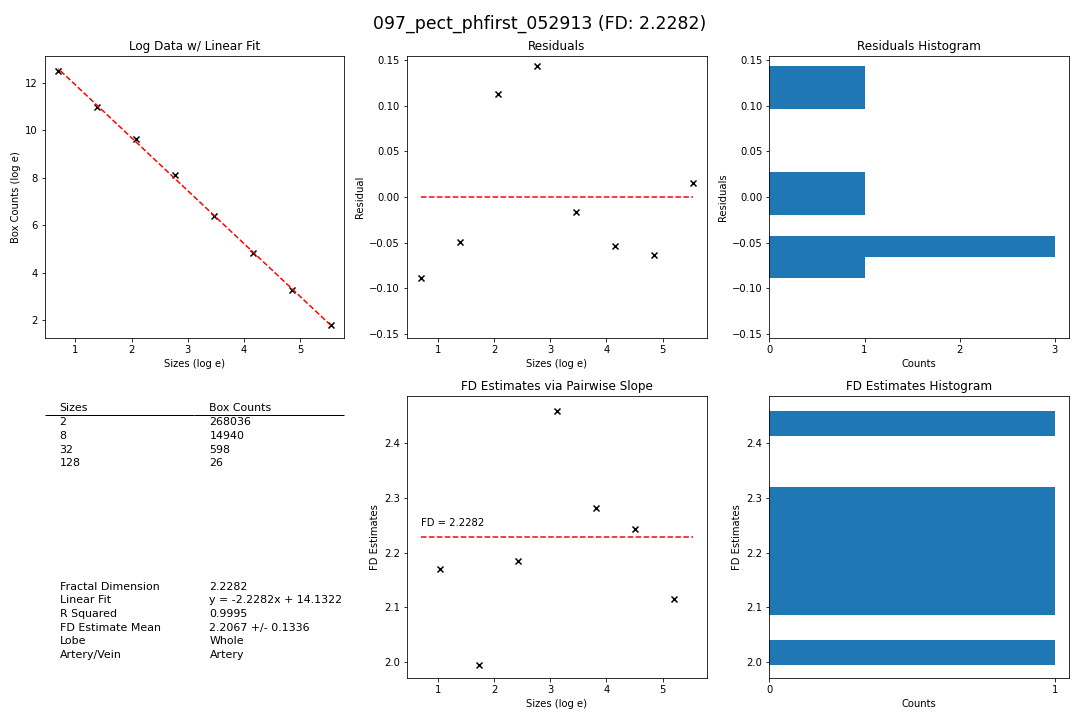 097_pect_phfirst_052913 (FD: 2.2282)
Log Data w/ Linear Fit
Box Counts (log e)
12
10
8
6
4
2
1 2 3 4 5
Sizes (log e)
Residuals
Residual
0.15
0.10
0.05
0.00
−0.05
−0.10
−0.15
1 2 3 4 5
Sizes (log e)
Residuals Histogram
Residuals
0.15
0.10
0.05
0.00
−0.05
−0.10
−0.15
0 1 2 3
Counts
Sizes Box Counts
2 268036
8 14940
32 598
128 26
Fractal Dimension 2.2282
Linear Fit y = -2.2282x + 14.1322
R Squared 0.9995
FD Estimate Mean 2.2067 +/- 0.1336
Lobe Whole
Artery/Vein Artery
FD Estimates via Pairwise Slope
FD Estimates
2.4
2.3
2.2
2.1
2.0
FD = 2.2282
1 2 3 4 5
Sizes (log e)
FD Estimates Histogram
FD Estimates
2.4
2.3
2.2
2.1
2.0
0 1
Counts